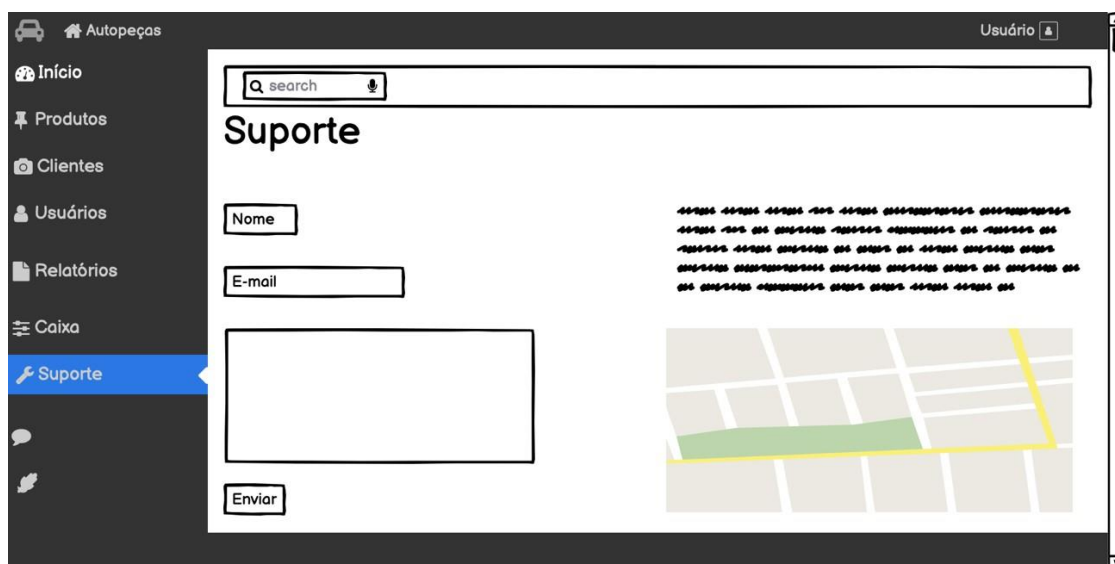 Autopeças
Usuário
Início
Produtos
Clientes
Usuários
Relatórios
Caixa
Suporte
search
Suporte
Nome
E-mail
Enviar